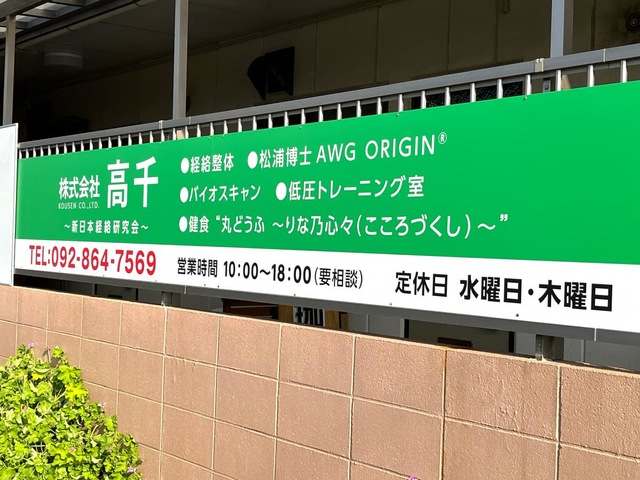 株式会社 高千
KOUSEN CO.,LTD.
～新日本経絡研究会～
●経絡整体 ●松浦博士 AWG ORIGIN®
●バイオスキャン ●低圧トレーニング室
●健食 “丸どうふ ～りな乃心々(こころづくし)～”
TEL:092-864-7569 営業時間 10:00～18:00(要相談) 定休日 水曜日・木曜日